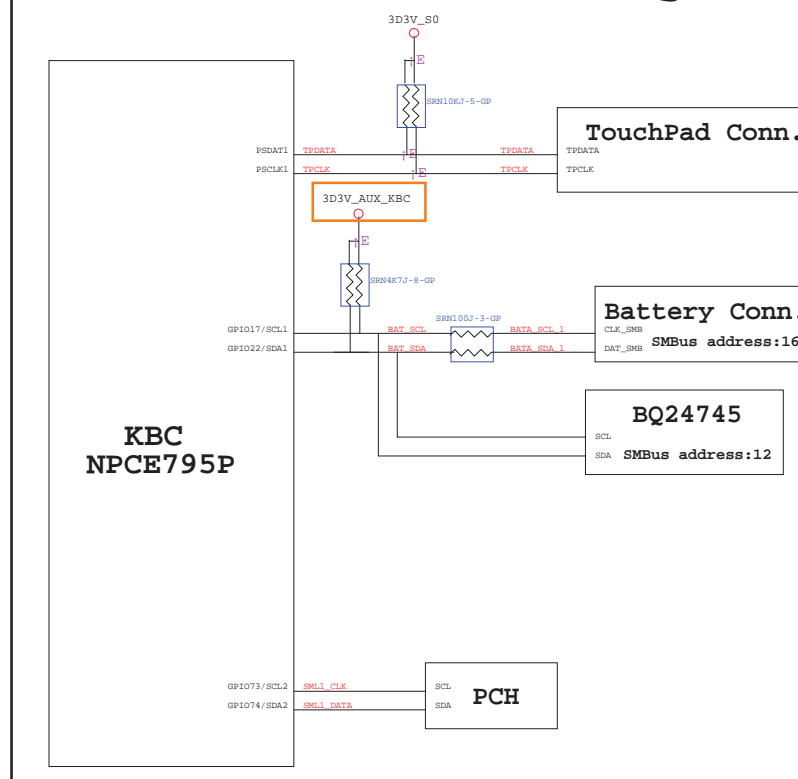 3D3V_S0
E
SRN10KJ-5-GP
TouchPad Conn.
PSDAT1 TPDATA TPDATA TPDATA
E
PSCLK1 TPCLK TPCLK TPCLK
E
3D3V_AUX_KBC
E
SRN4K7J-8-GP
Battery Conn.
SRN100J-3-GP
GPIO17/SCL1 BAT_SCL BATA_SCL_1 CLK_SMB
SMBus address:16
GPIO22/SDA1 BAT_SDA BATA_SDA_1 DAT_SMB
BQ24745
SCL
SDA SMBus address:12
KBC
NPCE795P
GPIO73/SCL2 SML1_CLK SCL
PCH
GPIO74/SDA2 SML1_DATA SDA